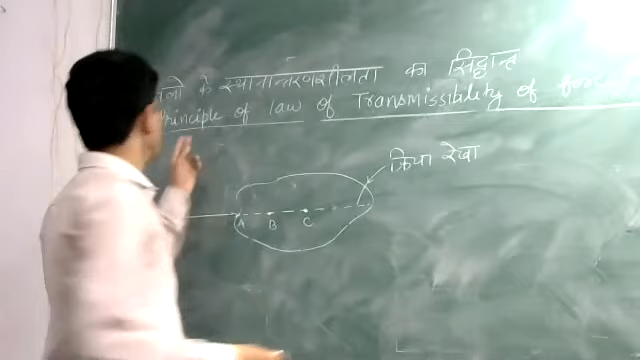 के स्थानान्तरणशीलता का सिद्धान्त
Principle of law of Transmissibility of
क्रिया रेखा
A B C